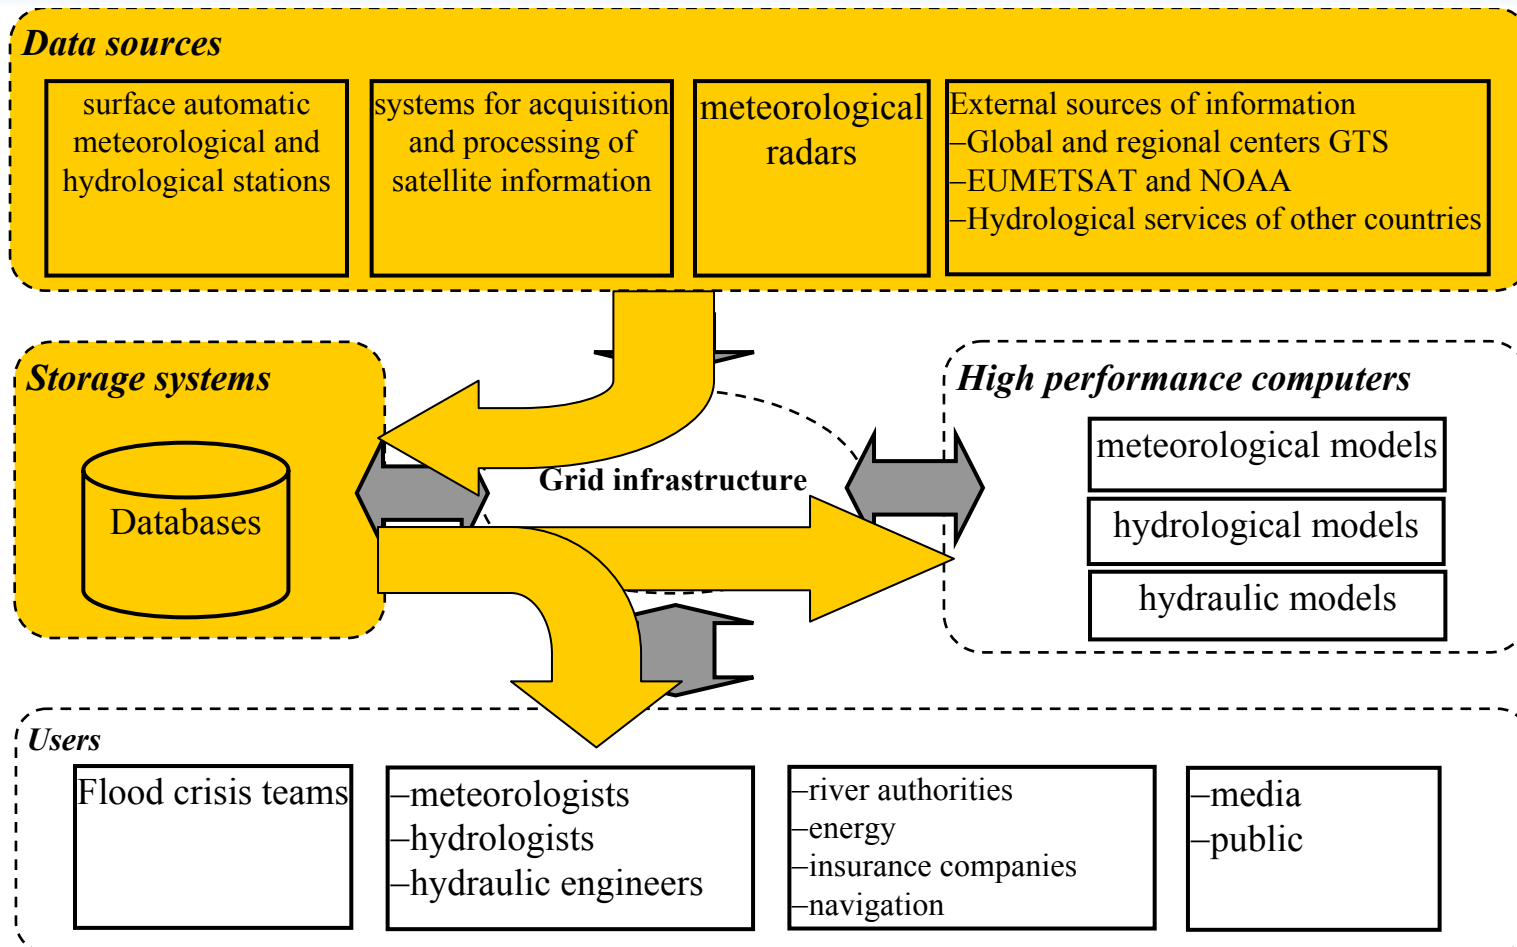 Data sources
surface automatic
meteorological and
hydrological stations
systems for acquisition
and processing of
satellite information
meteorological
radars
External sources of information
–Global and regional centers GTS
–EUMETSAT and NOAA
–Hydrological services of other countries
Storage systems
Databases
Grid infrastructure
High performance computers
meteorological models
hydrological models
hydraulic models
Users
Flood crisis teams
–meteorologists
–hydrologists
–hydraulic engineers
–river authorities
–energy
–insurance companies
–navigation
–media
–public